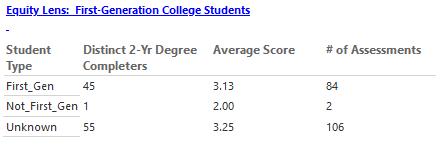 Equity Lens:  First-Generation College Students
-
Student Type Distinct 2-Yr Degree Completers Average Score # of Assessments
First_Gen 45 3.13 84
Not_First_Gen 1 2.00 2
Unknown 55 3.25 106